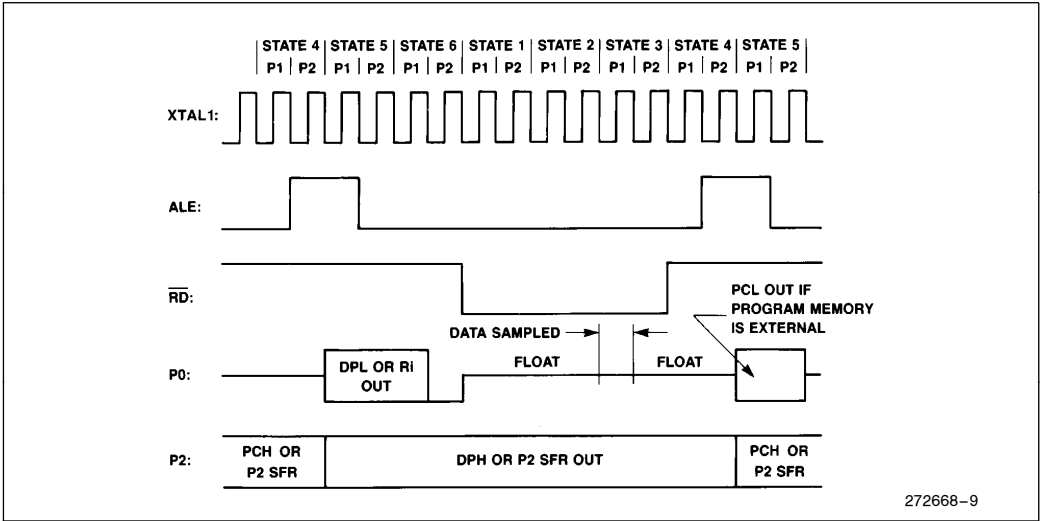 STATE 4 STATE 5 STATE 6 STATE 1 STATE 2 STATE 3 STATE 4 STATE 5
P1 P2 P1 P2 P1 P2 P1 P2 P1 P2 P1 P2 P1 P2 P1 P2
XTAL1:
ALE:
RD:
PCL OUT IF
PROGRAM MEMORY
IS EXTERNAL
DATA SAMPLED
P0:
DPL OR Ri
OUT
FLOAT
FLOAT
P2:
PCH OR
P2 SFR
DPH OR P2 SFR OUT
PCH OR
P2 SFR
272668–9